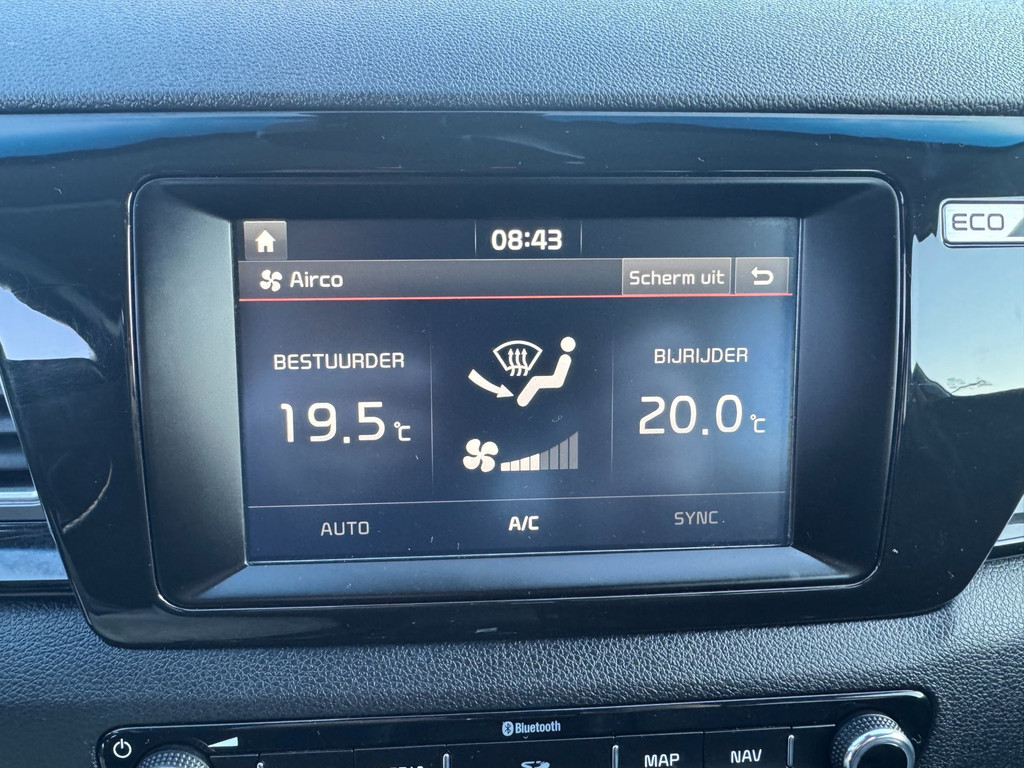 08:43
Airco
Scherm uit
ECO
BESTUURDER
BIJRIJDER
19.5 °C
20.0 °C
AUTO
A/C
SYNC
Bluetooth
MAP
NAV